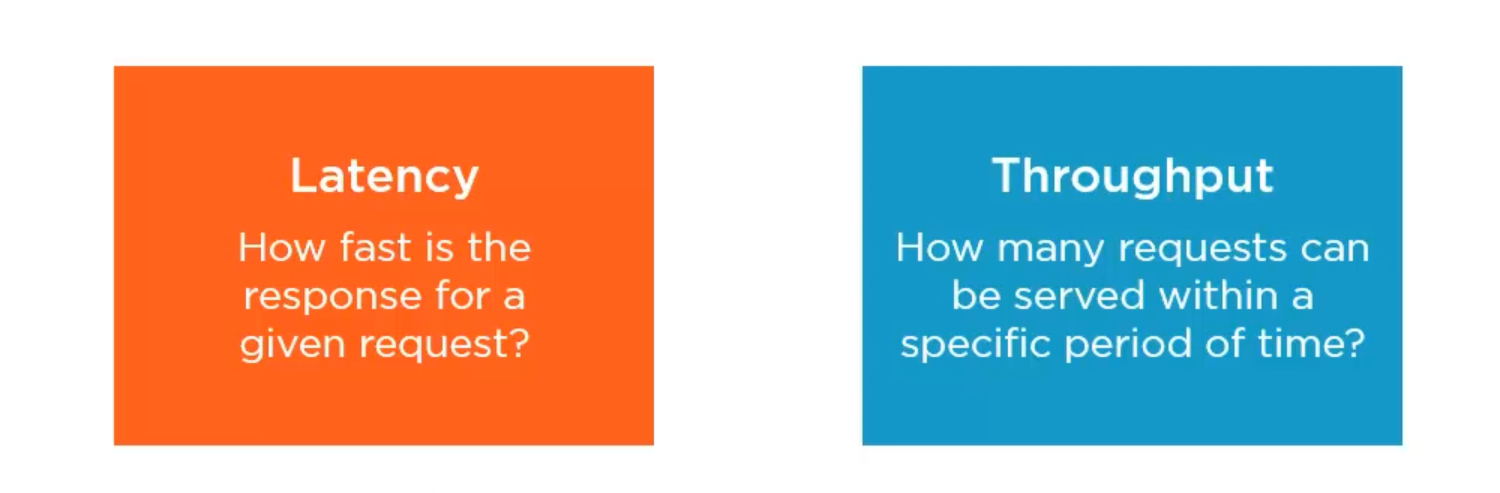 Latency
How fast is the
response for a
given request?
Throughput
How many requests can
be served within a
specific period of time?